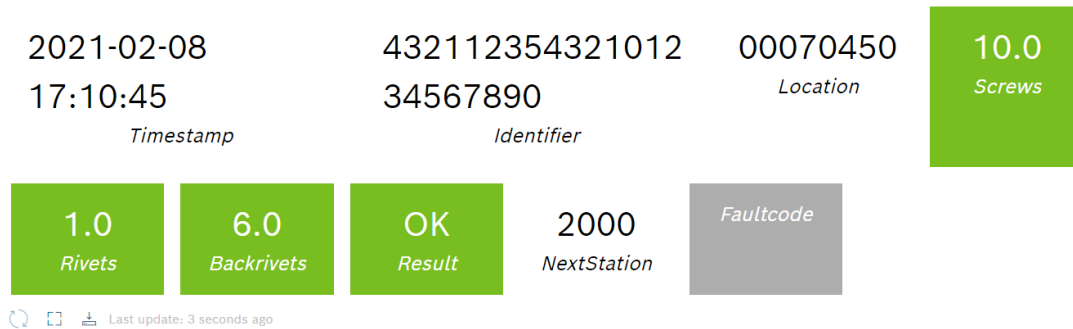 2021-02-08
17:10:45
Timestamp
432112354321012
34567890
Identifier
00070450
Location
10.0
Screws
1.0
Rivets
6.0
Backrivets
OK
Result
2000
NextStation
Faultcode
Last update: 3 seconds ago